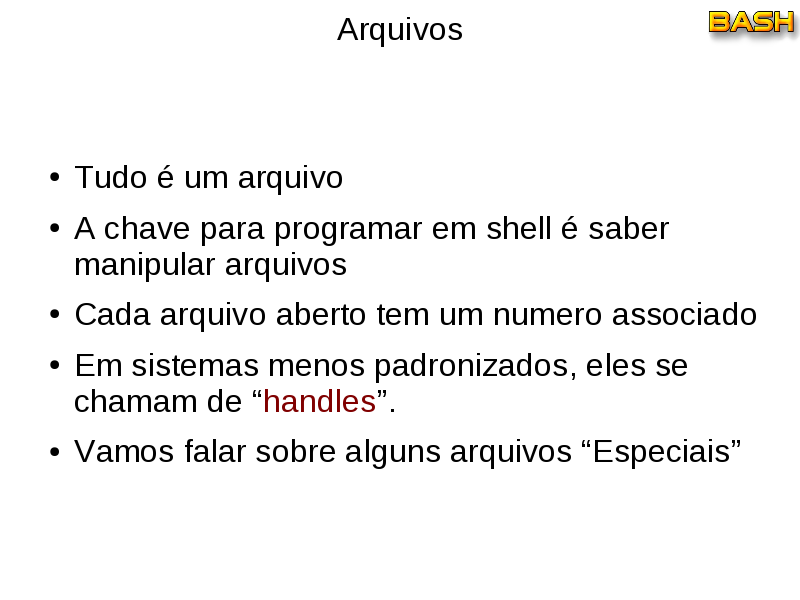 Arquivos
BASH
• Tudo é um arquivo
• A chave para programar em shell é saber
manipular arquivos
• Cada arquivo aberto tem um numero associado
• Em sistemas menos padronizados, eles se
chamam de “handles”.
• Vamos falar sobre alguns arquivos “Especiais”